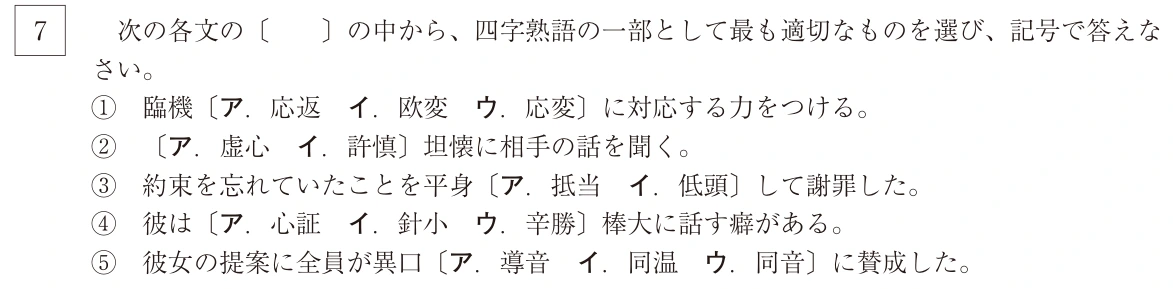 7　次の各文の〔　　〕の中から、四字熟語の一部として最も適切なものを選び、記号で答えな
さい。
①　臨機〔ア．応返　イ．欧変　ウ．応変〕に対応する力をつける。
②　〔ア．虚心　イ．許慎〕坦懐に相手の話を聞く。
③　約束を忘れていたことを平身〔ア．抵当　イ．低頭〕して謝罪した。
④　彼は〔ア．心証　イ．針小　ウ．辛勝〕棒大に話す癖がある。
⑤　彼女の提案に全員が異口〔ア．導音　イ．同温　ウ．同音〕に賛成した。